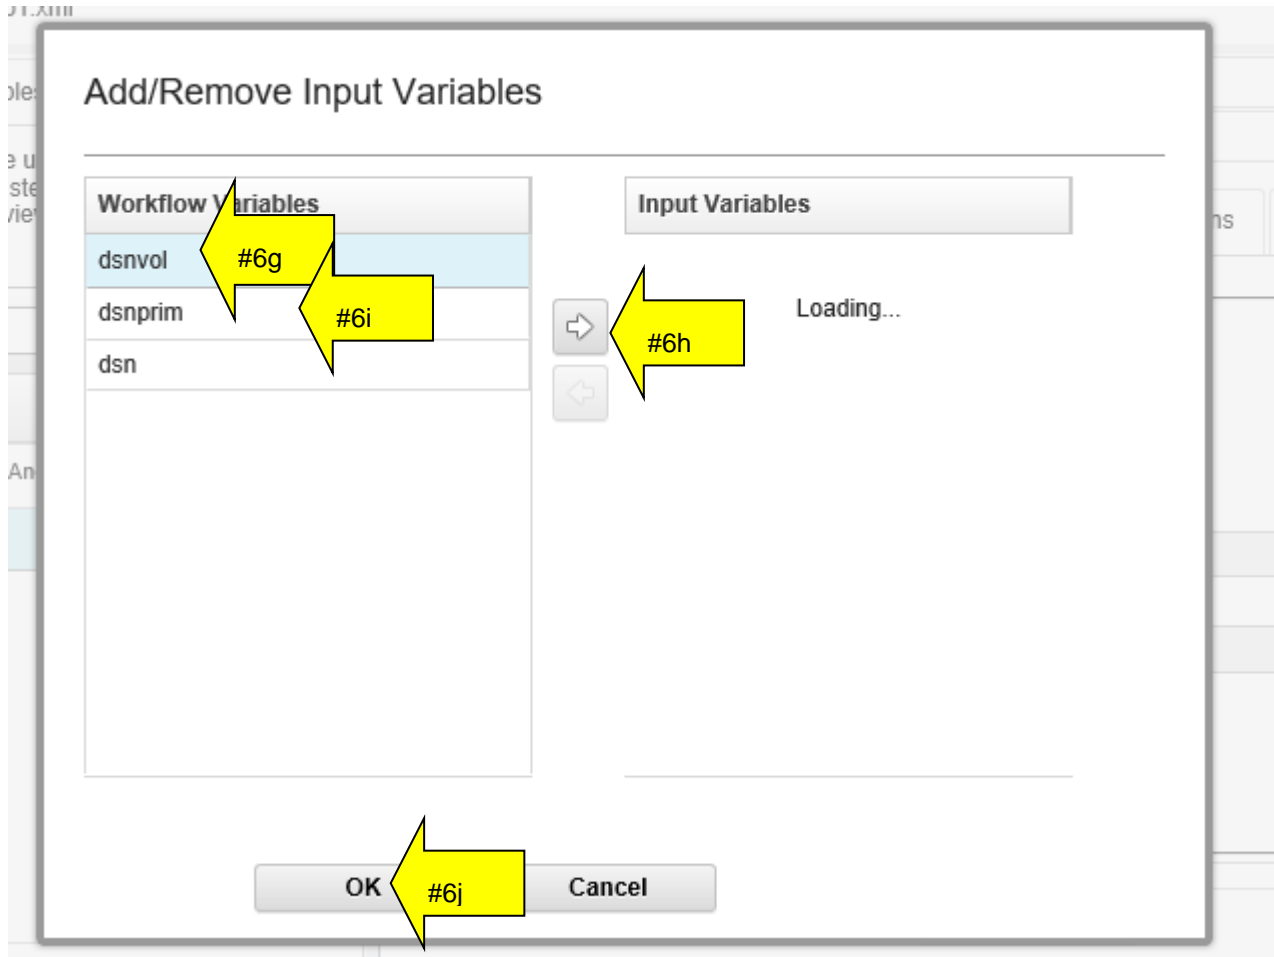 Add/Remove Input Variables
Workflow Variables
Input Variables
dsnvol
#6g
dsnprim
#6i
Loading...
#6h
dsn
OK
#6j
Cancel